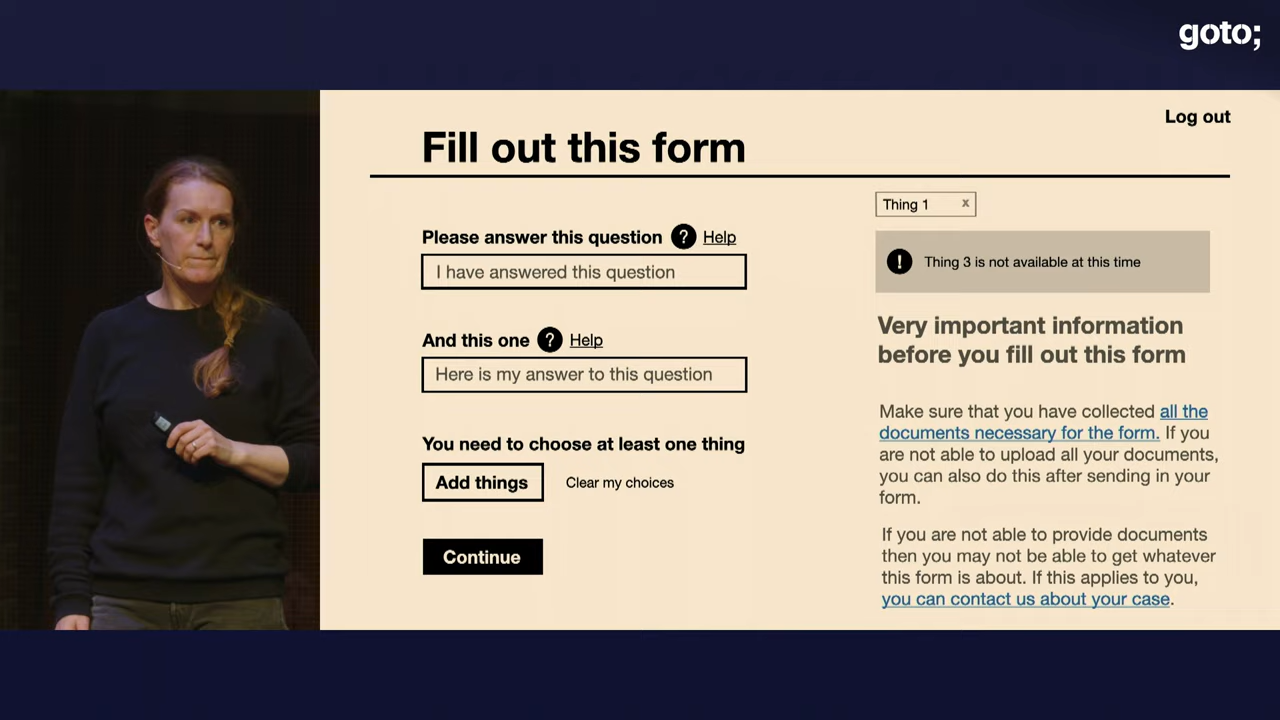 goto;
Log out
Fill out this form
Thing 1 x
Please answer this question ? Help
I have answered this question
! Thing 3 is not available at this time
And this one ? Help
Here is my answer to this question
You need to choose at least one thing
Add things Clear my choices
Continue
Very important information
before you fill out this form
Make sure that you have collected all the
documents necessary for the form. If you
are not able to upload all your documents,
you can also do this after sending in your
form.
If you are not able to provide documents
then you may not be able to get whatever
this form is about. If this applies to you,
you can contact us about your case.